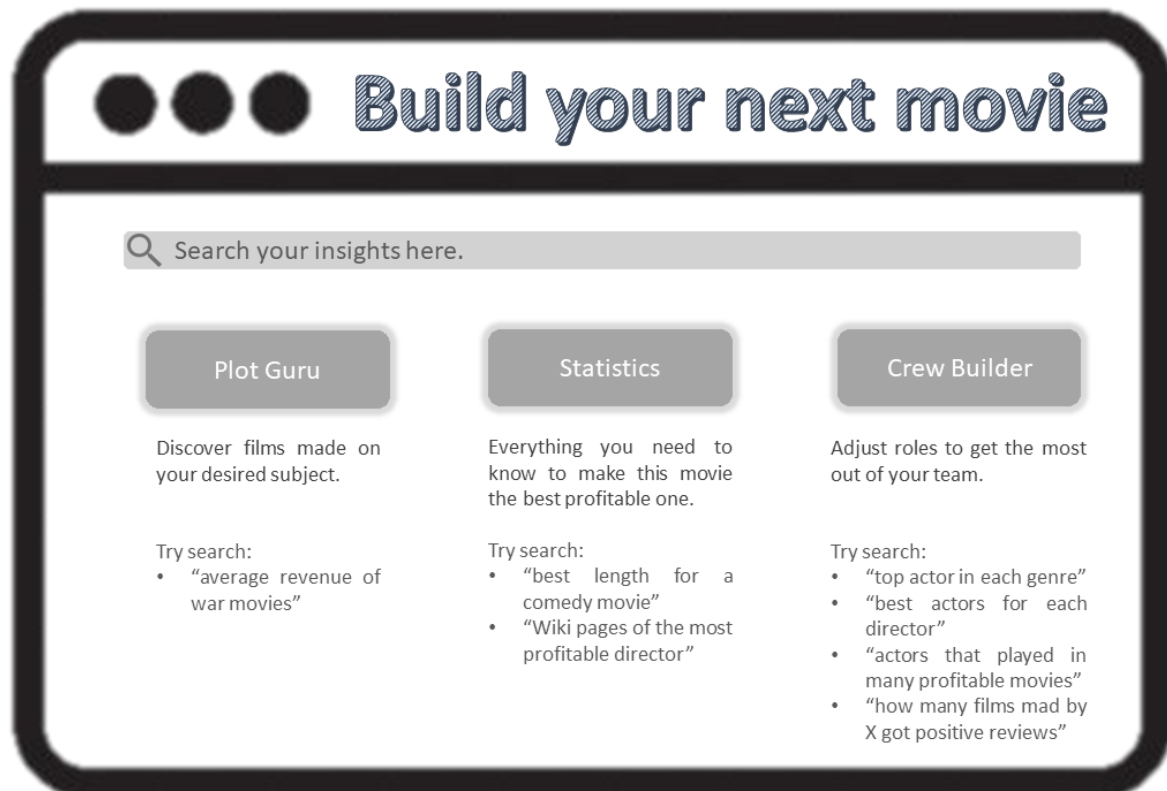 Build your next movie
Search your insights here.
Plot Guru
Discover films made on
your desired subject.
Try search:
• “average revenue of
war movies”
Statistics
Everything you need to
know to make this movie
the best profitable one.
Try search:
• “best length for a
comedy movie”
• “Wiki pages of the most
profitable director”
Crew Builder
Adjust roles to get the most
out of your team.
Try search:
• “top actor in each genre”
• “best actors for each
director”
• “actors that played in
many profitable movies”
• “how many films mad by
X got positive reviews”